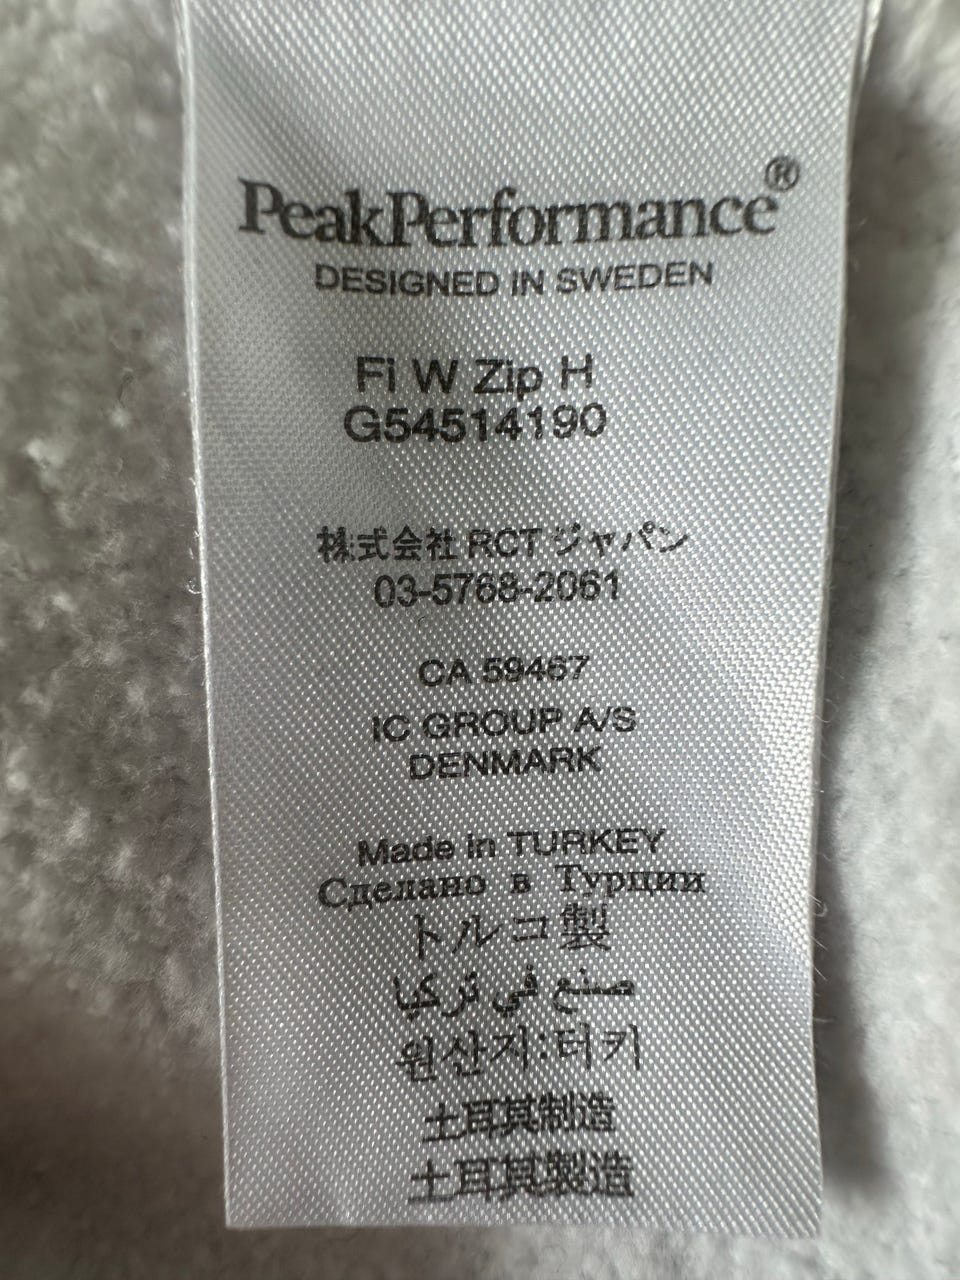 PeakPerformance®
DESIGNED IN SWEDEN
Fi W Zip H
G54514190
株式会社 RCT ジャパン
03-5768-2061
CA 59467
IC GROUP A/S
DENMARK
Made in TURKEY
Сделано в Турции
トルコ製
صنع في تركيا
원산지:터키
土耳其制造
土耳其製造